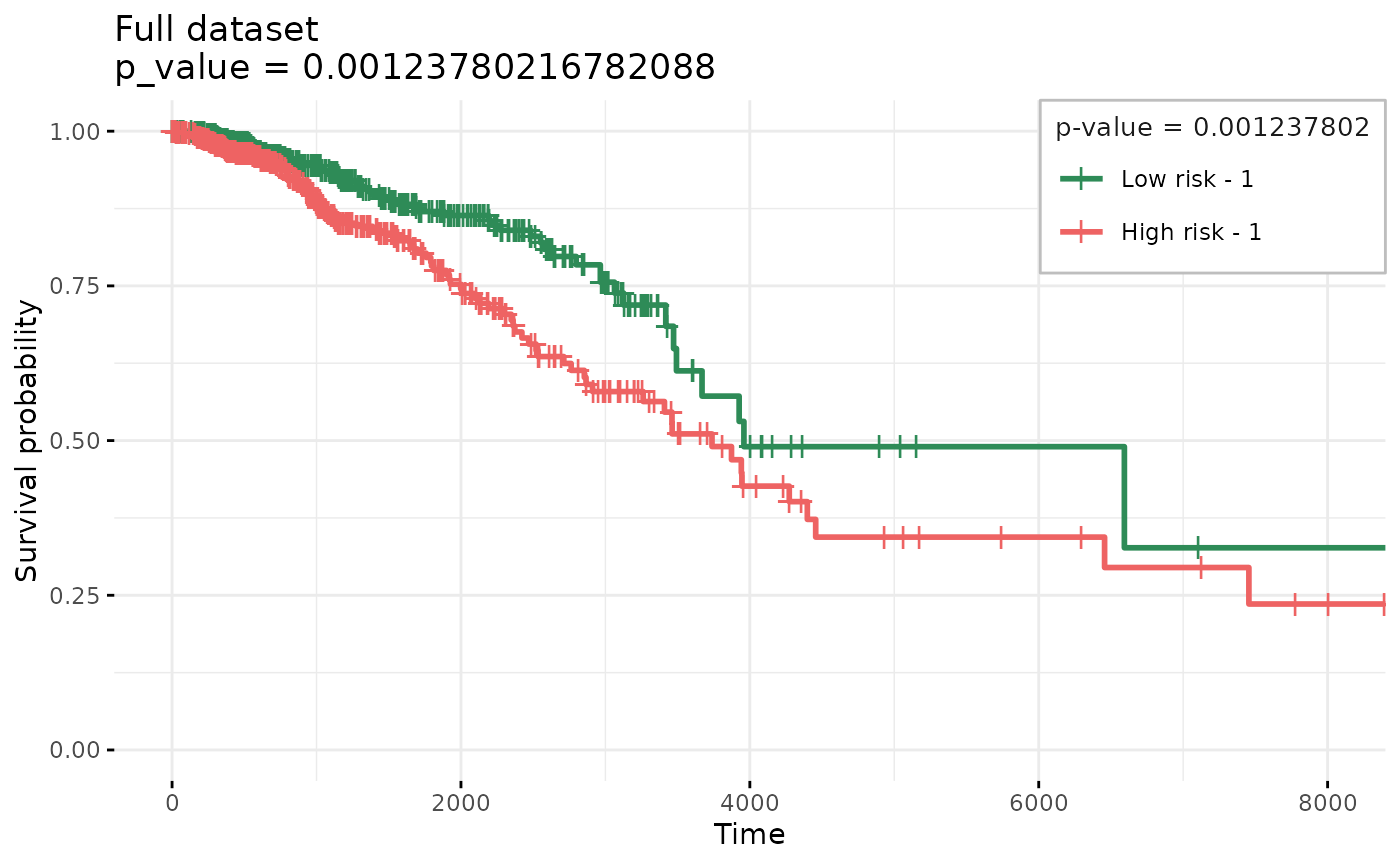 Full dataset
p_value = 0.00123780216782088
p-value = 0.001237802
Low risk - 1
High risk - 1
Survival probability
1.00
0.75
0.50
0.25
0.00
0
2000
4000
6000
8000
Time